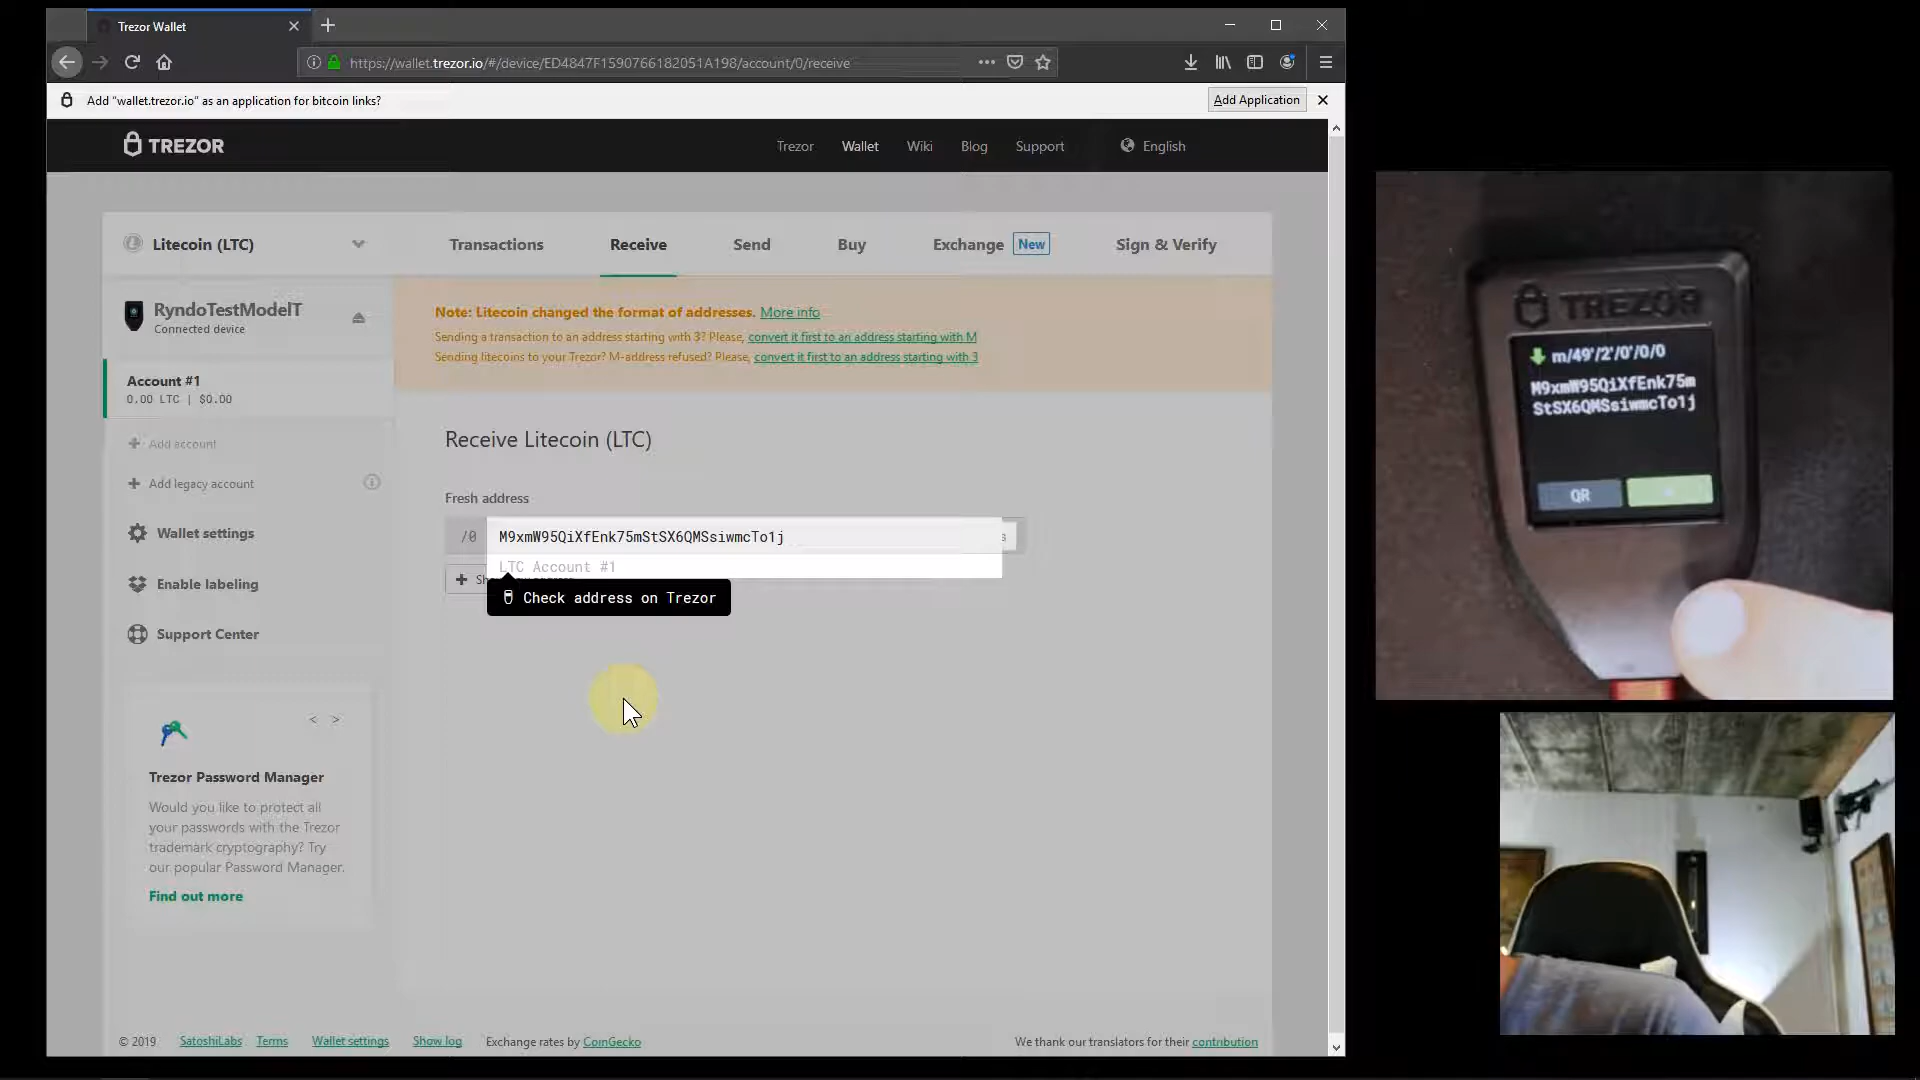 Trezor Wallet
https://wallet.trezor.io/#/device/ED4847F1590766182051A198/account/0/receive
Add "wallet.trezor.io" as an application for bitcoin links?
Add Application
TREZOR
Trezor
Wallet
Wiki
Blog
Support
English
Litecoin (LTC)
Transactions
Receive
Send
Buy
Exchange
New
Sign & Verify
RyndoTestModelT
Connected device
Account #1
0.00 LTC | $0.00
+ Add account
+ Add legacy account
Wallet settings
Enable labeling
Support Center
Trezor Password Manager
Would you like to protect all
your passwords with the Trezor
trademark cryptography? Try
our popular Password Manager.
Find out more
Note: Litecoin changed the format of addresses. More info
Sending a transaction to an address starting with 3? Please, convert it first to an address starting with M
Sending litecoins to your Trezor? M-address refused? Please, convert it first to an address starting with 3
Receive Litecoin (LTC)
Fresh address
/0
M9xmW95QiXfEnk75mStSX6QMSsiwmcTo1j
LTC Account #1
Check address on Trezor
© 2019
SatoshiLabs
Terms
Wallet settings
Show log
Exchange rates by CoinGecko
We thank our translators for their contribution
TREZOR
m/49'/2'/0'/0/0
M9xmW95QiXfEnk75m
StSX6QMSsiwmcTo1j
QR